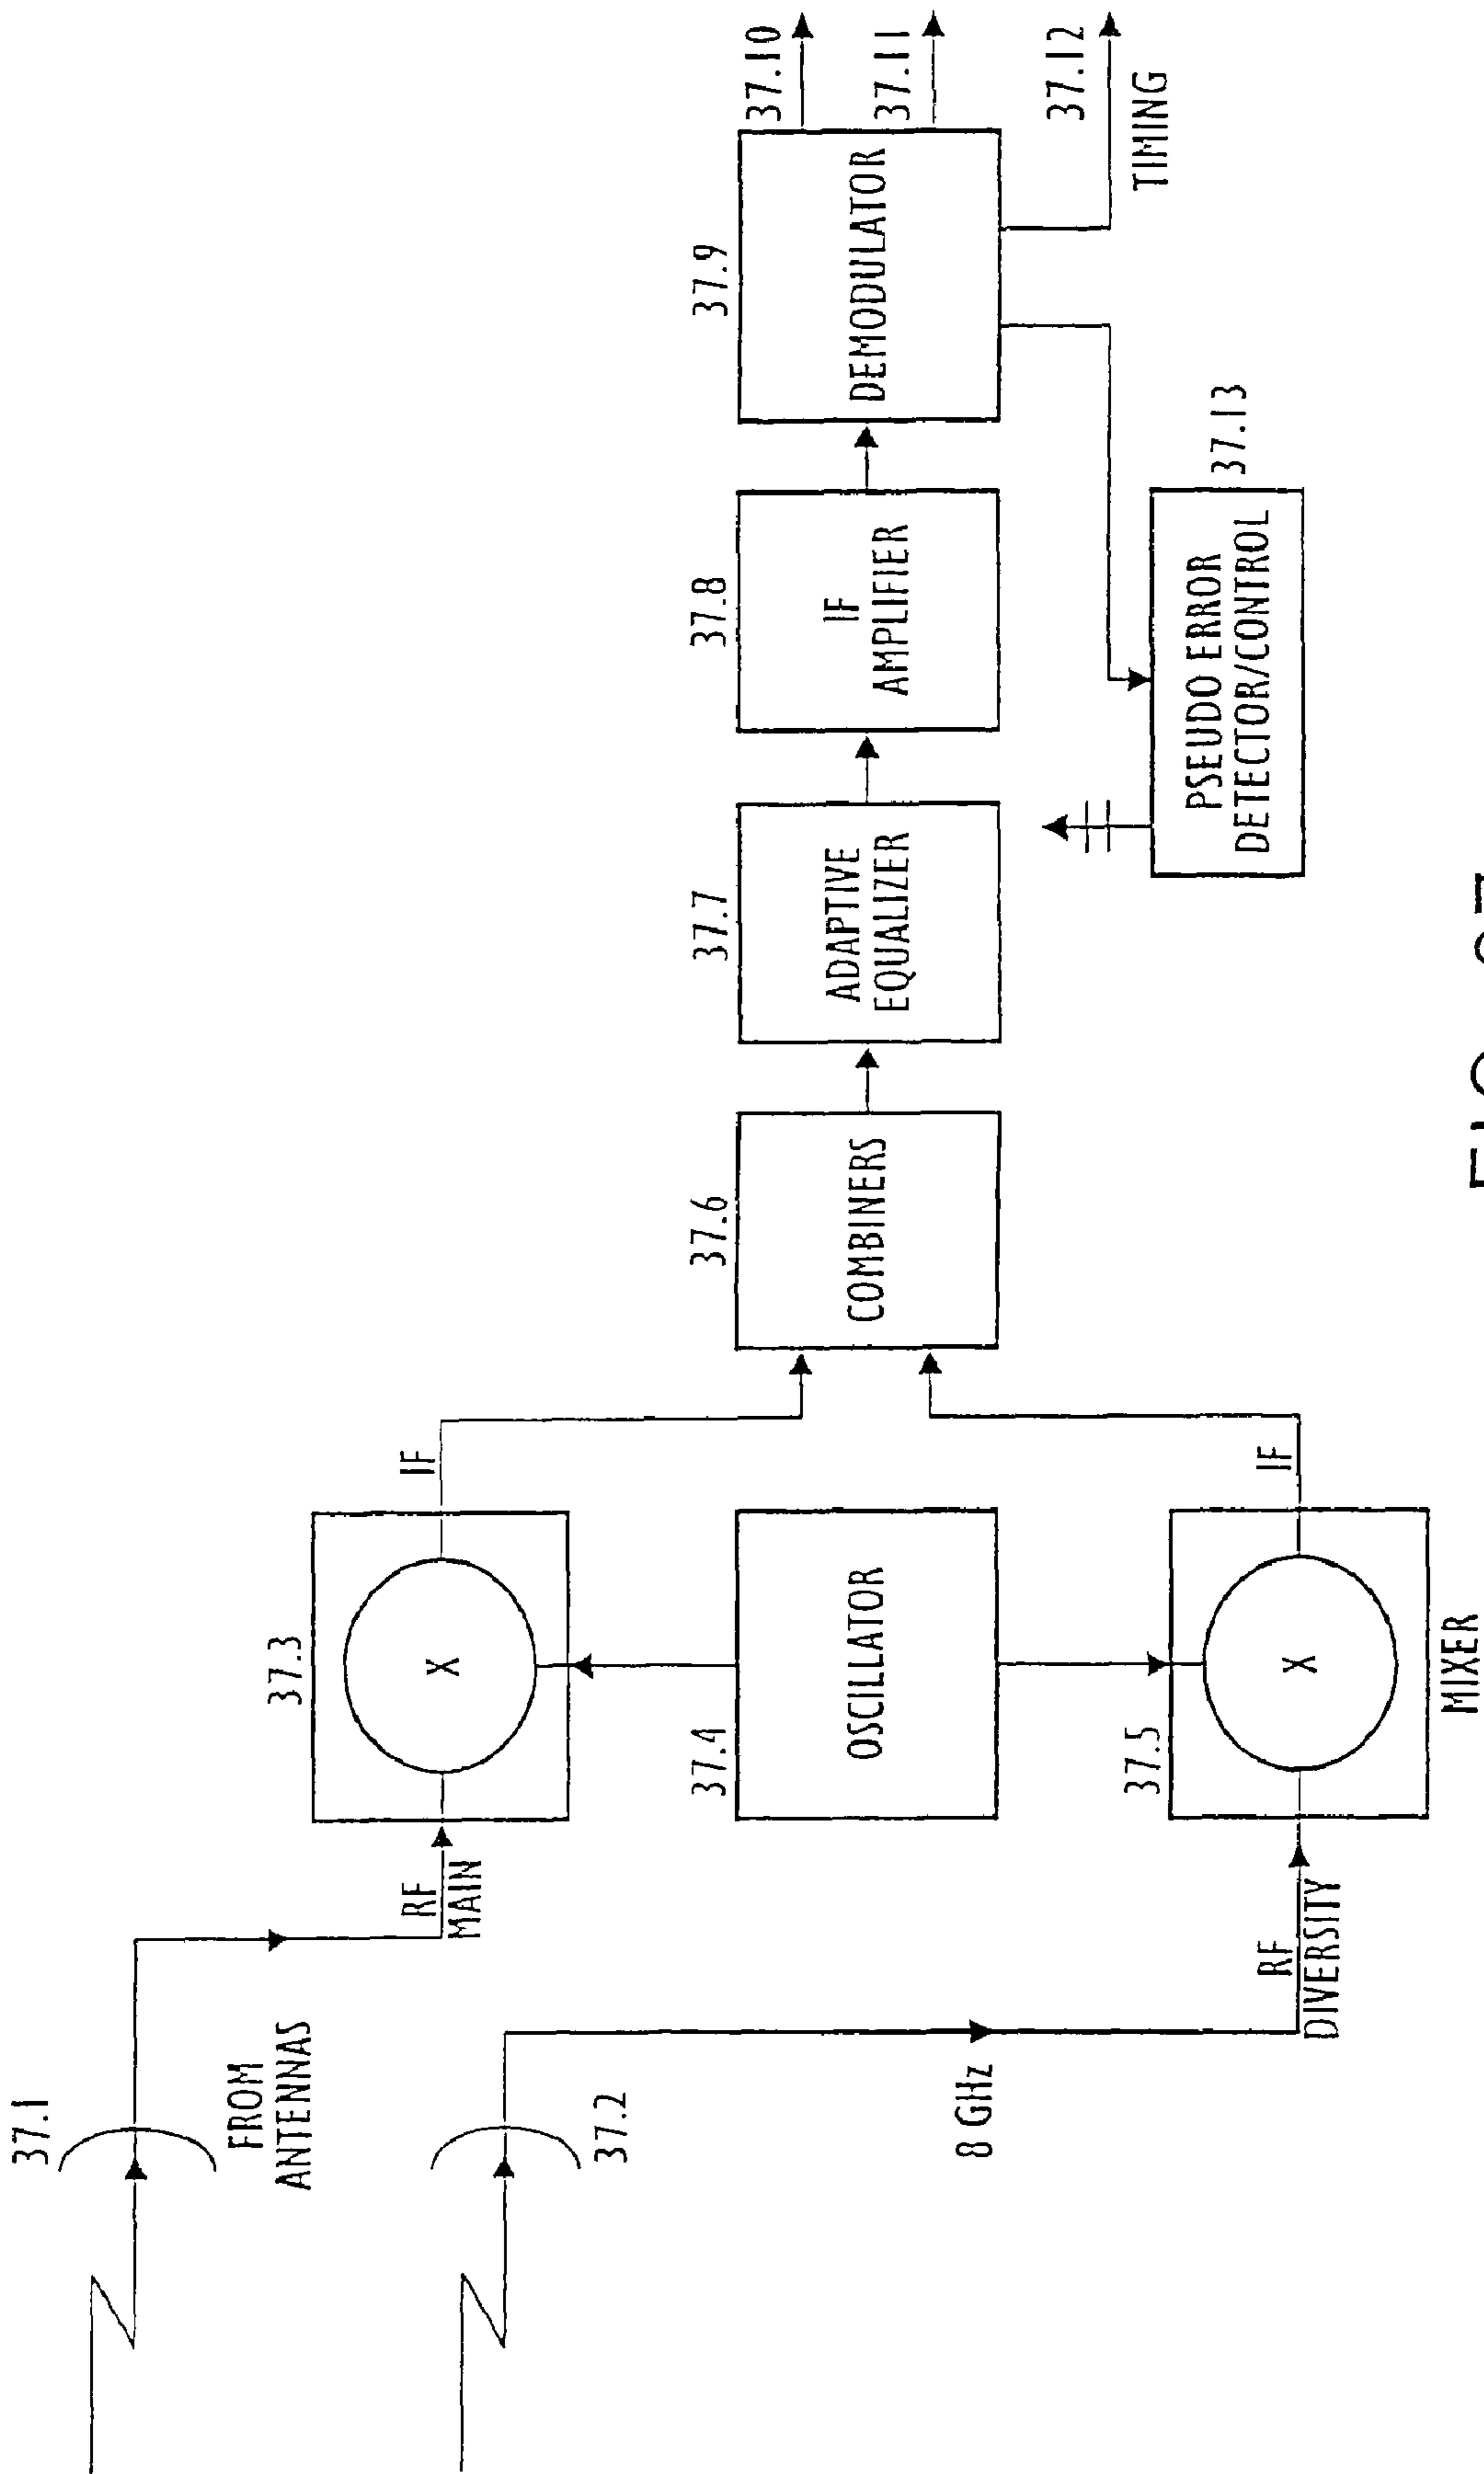 37.1
FROM
ANTENNAS
37.2
8 GHz
RF
MAIN
RF
DIVERSITY
37.3
X
IF
37.4
OSCILLATOR
37.5
X
IF
MIXER
37.6
COMBINERS
37.7
ADAPTIVE
EQUALIZER
37.8
IF
AMPLIFIER
37.9
DEMODULATOR
37.10
37.11
37.12
TIMING
37.13
PSEUDO ERROR
DETECTOR/CONTROL